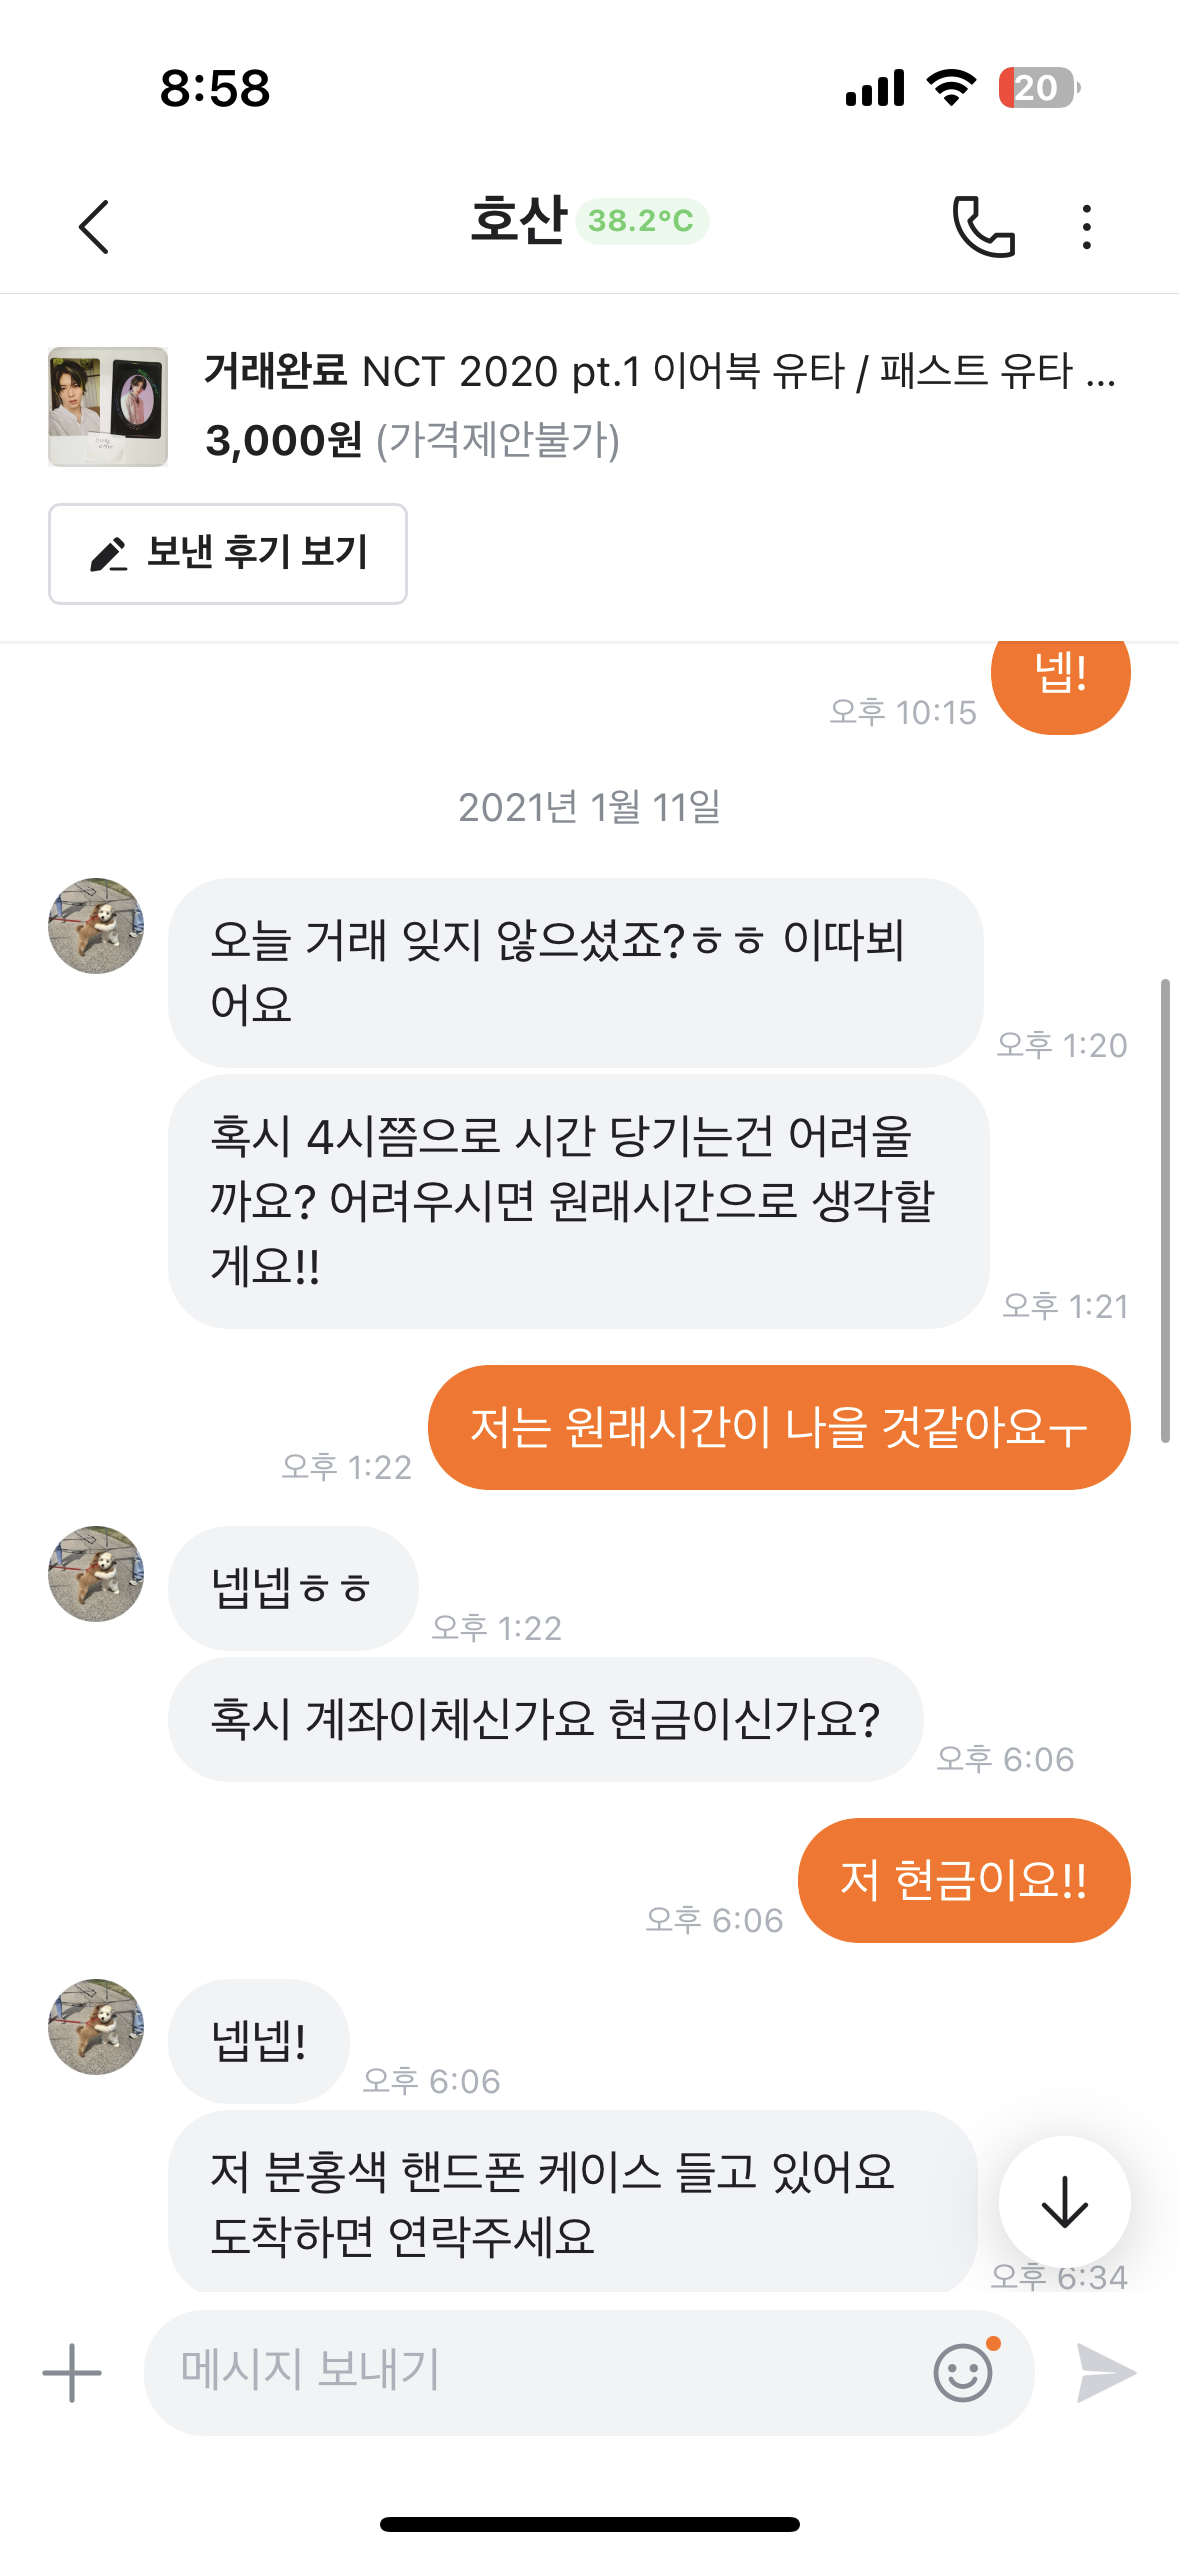 8:58
20
호산 38.2°C
거래완료 NCT 2020 pt.1 이어북 유타 / 패스트 유타 ...
3,000원 (가격제안불가)
보낸 후기 보기
넵!
오후 10:15
2021년 1월 11일
오늘 거래 잊지 않으셨죠?ㅎㅎ 이따뵈
어요
오후 1:20
혹시 4시쯤으로 시간 당기는건 어려울
까요? 어려우시면 원래시간으로 생각할
게요!!
오후 1:21
저는 원래시간이 나을 것같아요ㅜ
오후 1:22
넵넵ㅎㅎ
오후 1:22
혹시 계좌이체신가요 현금이신가요?
오후 6:06
저 현금이요!!
오후 6:06
넵넵!
오후 6:06
저 분홍색 핸드폰 케이스 들고 있어요
도착하면 연락주세요
오후 6:34
메시지 보내기